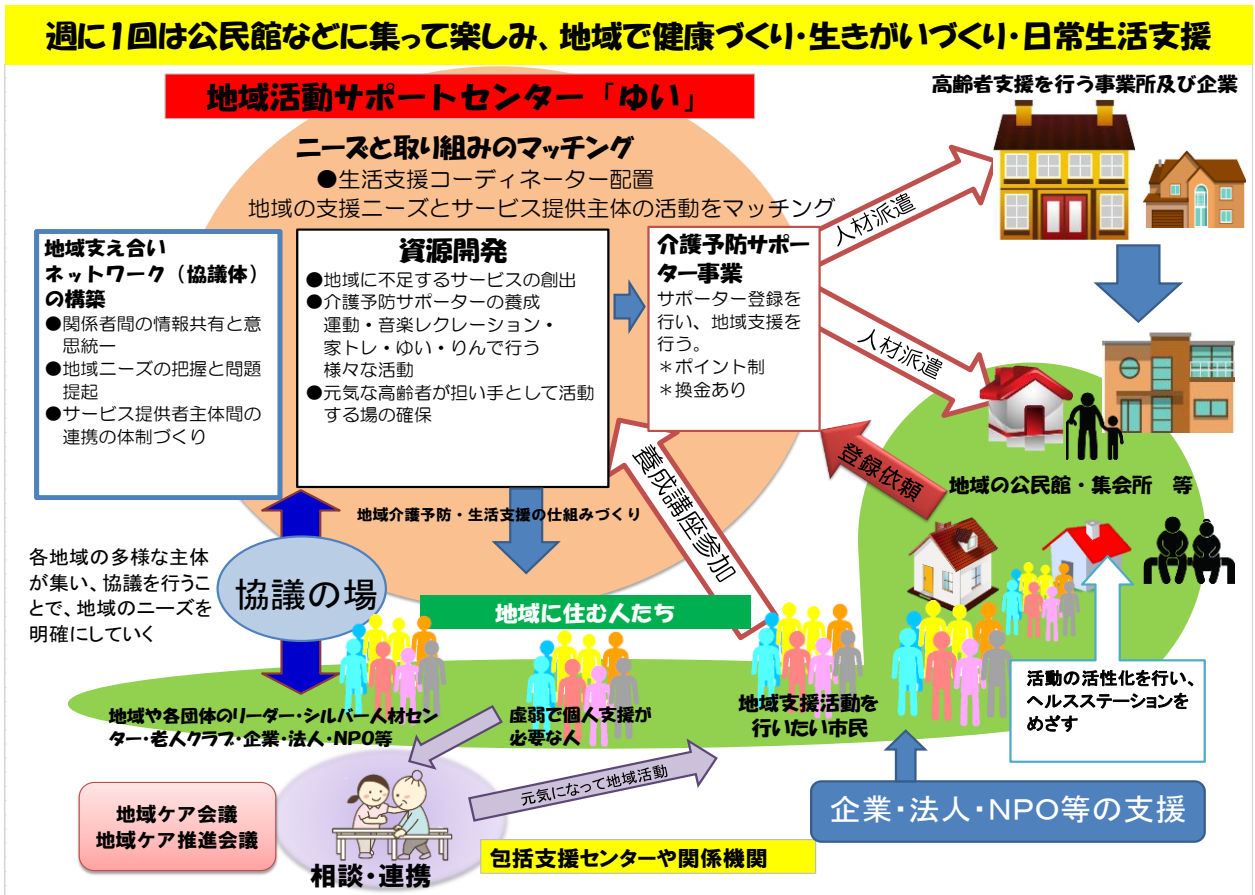 週に１回は公民館などに集って楽しみ、地域で健康づくり・生きがいづくり・日常生活支援
地域活動サポートセンター「ゆい」
高齢者支援を行う事業所及び企業
ニーズと取り組みのマッチング
●生活支援コーディネーター配置
地域の支援ニーズとサービス提供主体の活動をマッチング
人材派遣
地域支え合い
ネットワーク（協議体）
の構築
●関係者間の情報共有と意
思統一
●地域ニーズの把握と問題
提起
●サービス提供者主体間の
連携の体制づくり
資源開発
●地域に不足するサービスの創出
●介護予防サポーターの養成
運動・音楽レクレーション・
家トレ・ゆい・りんで行う
様々な活動
●元気な高齢者が担い手として活動
する場の確保
介護予防サポー
ター事業
サポーター登録を
行い、地域支援を
行う。
＊ポイント制
＊換金あり
人材派遣
登録依頼
地域の公民館・集会所　等
養成講座参加
地域介護予防・生活支援の仕組みづくり
各地域の多様な主体
が集い、協議を行うこ
とで、地域のニーズを
明確にしていく
協議の場
地域に住む人たち
活動の活性化を行い、
ヘルスステーションを
めざす
地域や各団体のリーダー・シルバー人材セン
ター・老人クラブ・企業・法人・NPO等
虚弱で個人支援が
必要な人
地域支援活動を
行いたい市民
元気になって地域活動
企業・法人・NPO等の支援
地域ケア会議
地域ケア推進会議
相談・連携
包括支援センターや関係機関